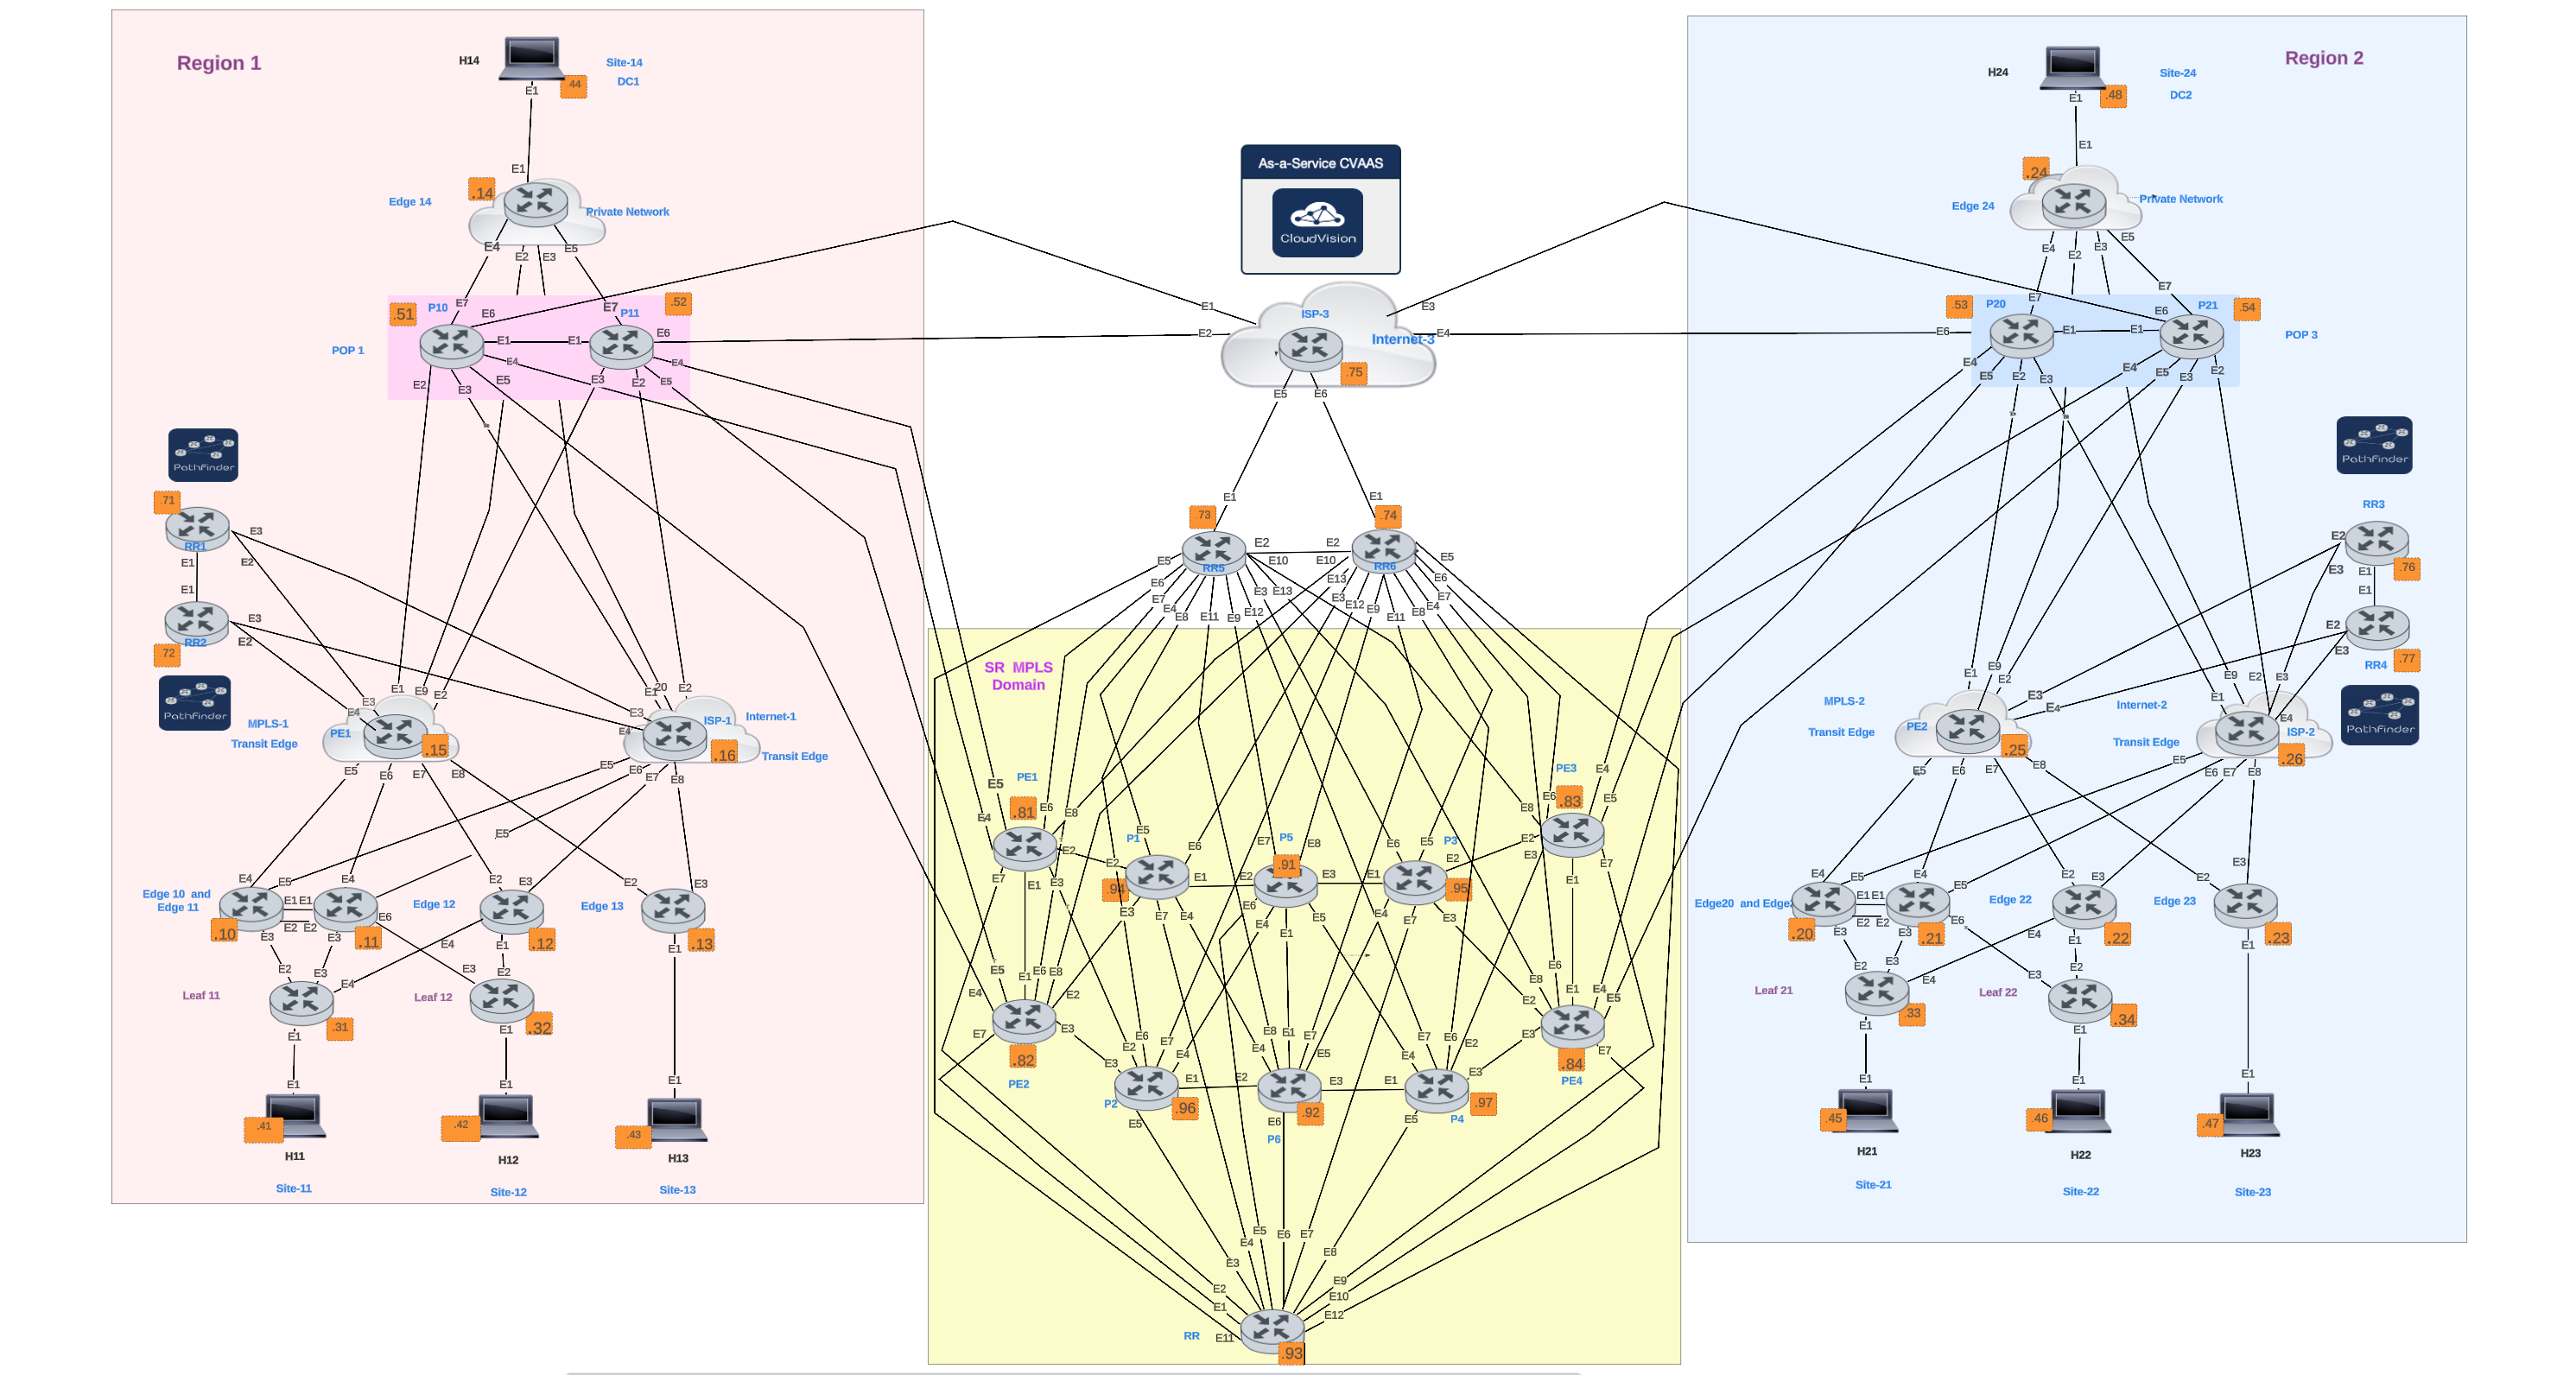 Region 1
H14
Site-14
DC1
.44
E1
E1
.14
Edge 14
Private Network
E4
E2
E3
E5
E7
E7
.51
P10
E6
P11
.52
E6
POP 1
E1
E1
E4
E4
E2
E3
E5
E3
E2
E5
Pathfinder
.71
RR1
E3
E2
E1
E1
RR2
E3
E2
.72
Pathfinder
MPLS-1
Transit Edge
PE1
E3
E4
E1
E9
E2
.15
E1
20
E2
E3
E4
ISP-1
Internet-1
.16
Transit Edge
E5
E6
E7
E8
E5
E6
E7
E8
E5
Edge 10 and
Edge 11
E4
E5
E4
E1
E1
E2
E2
.10
.11
E3
E3
E6
Edge 12
E2
E3
.12
E4
E1
Edge 13
E2
E3
.13
E1
Leaf 11
E2
E3
E4
.31
E1
Leaf 12
E3
E2
.32
E1
E1
E1
E1
.41
.42
.43
H11
H12
H13
Site-11
Site-12
Site-13
As-a-Service CVAAS
CloudVision
ISP-3
Internet-3
.75
E1
E2
E3
E4
E5
E6
E1
E1
.73
.74
RR5
RR6
E2
E2
E10
E10
E5
E6
E7
E4
E8
E11
E9
E12
E3
E13
E13
E3
E12
E9
E11
E8
E4
E7
E6
E5
SR MPLS
Domain
PE1
.81
E5
E4
E6
E8
E2
E7
E1
E3
E2
P1
E5
E6
.94
E1
E3
E7
E4
P5
.91
E7
E8
E2
E3
E6
E4
E1
E5
P3
E6
E5
E2
E1
.95
E4
E7
E3
PE3
.83
E4
E5
E6
E8
E2
E3
E7
E1
E5
E4
E1
E6
E8
E2
E7
E3
.82
PE2
E3
E2
E6
E7
E4
E1
P2
.96
E5
E4
E8
E1
E7
E5
E2
E3
.92
E6
P6
E4
E7
E6
E2
E3
E1
.97
P4
E5
E6
E8
E2
E3
E1
E4
E5
E7
.84
PE4
E5
E4
E6
E7
E3
E8
E2
E1
E11
E9
E10
E12
RR
.93
Region 2
H24
Site-24
DC2
.48
E1
E1
.24
Edge 24
Private Network
E4
E2
E3
E5
E7
E7
.53
P20
P21
.54
E6
E6
POP 3
E1
E1
E4
E5
E2
E3
E4
E5
E3
E2
Pathfinder
RR3
E2
E3
.76
E1
E1
E2
E3
RR4
.77
Pathfinder
MPLS-2
Transit Edge
PE2
E1
E9
E2
E3
E4
.25
Internet-2
Transit Edge
E9
E1
E2
E3
E4
ISP-2
.26
E5
E6
E7
E8
E5
E6
E7
E8
E4
E5
E4
E5
E1
E1
E2
E2
.20
.21
E3
E3
E6
Edge 22
E2
E3
.22
E4
E1
Edge 23
E2
E3
.23
E1
Leaf 21
E2
E3
E4
.33
E1
Leaf 22
E3
E2
.34
E1
E1
E1
E1
.45
.46
.47
H21
H22
H23
Site-21
Site-22
Site-23